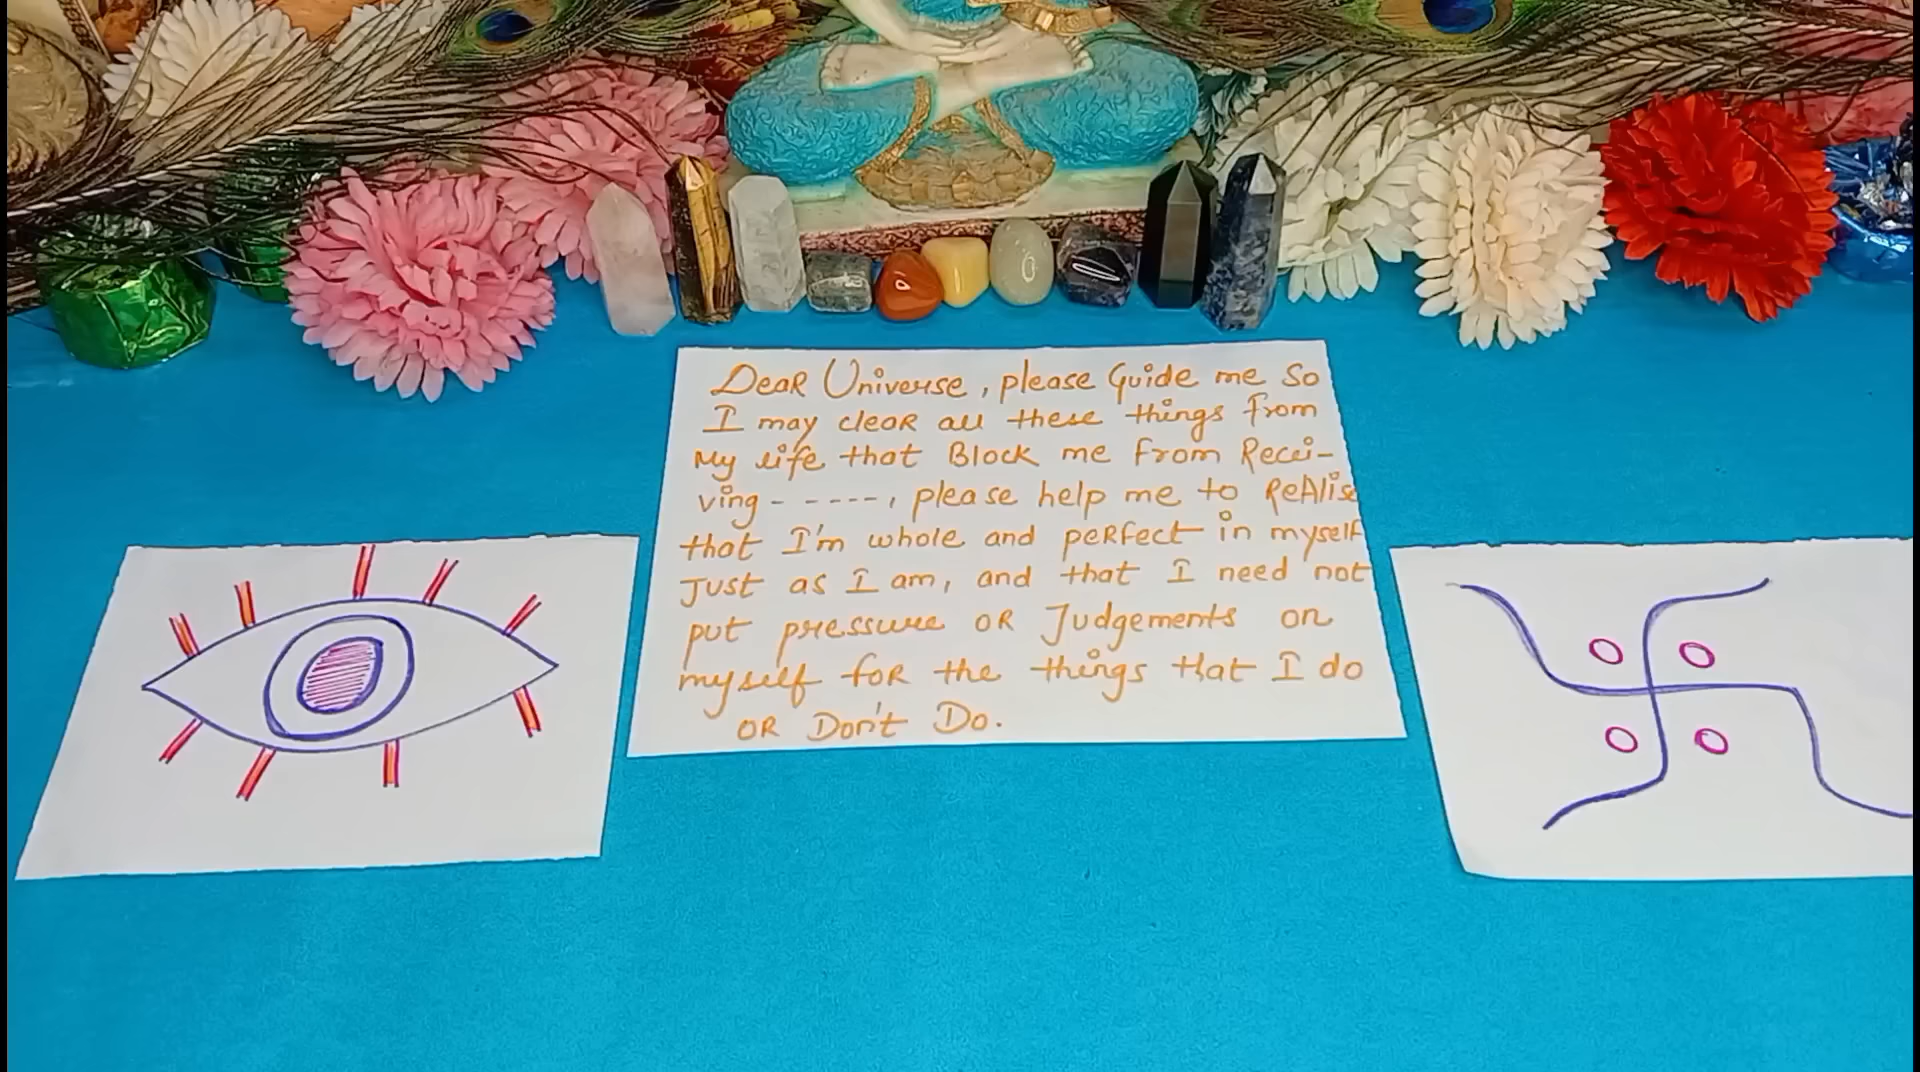 Dear Universe, please Guide me so
I may clear all these things from
My life that Block me from Recei-
ving - ----, please help me to ReAlise
that I'm whole and perfect in myself
Just as I am, and that I need not
put pressure OR Judgements on
myself for the things that I do
OR Don't Do.